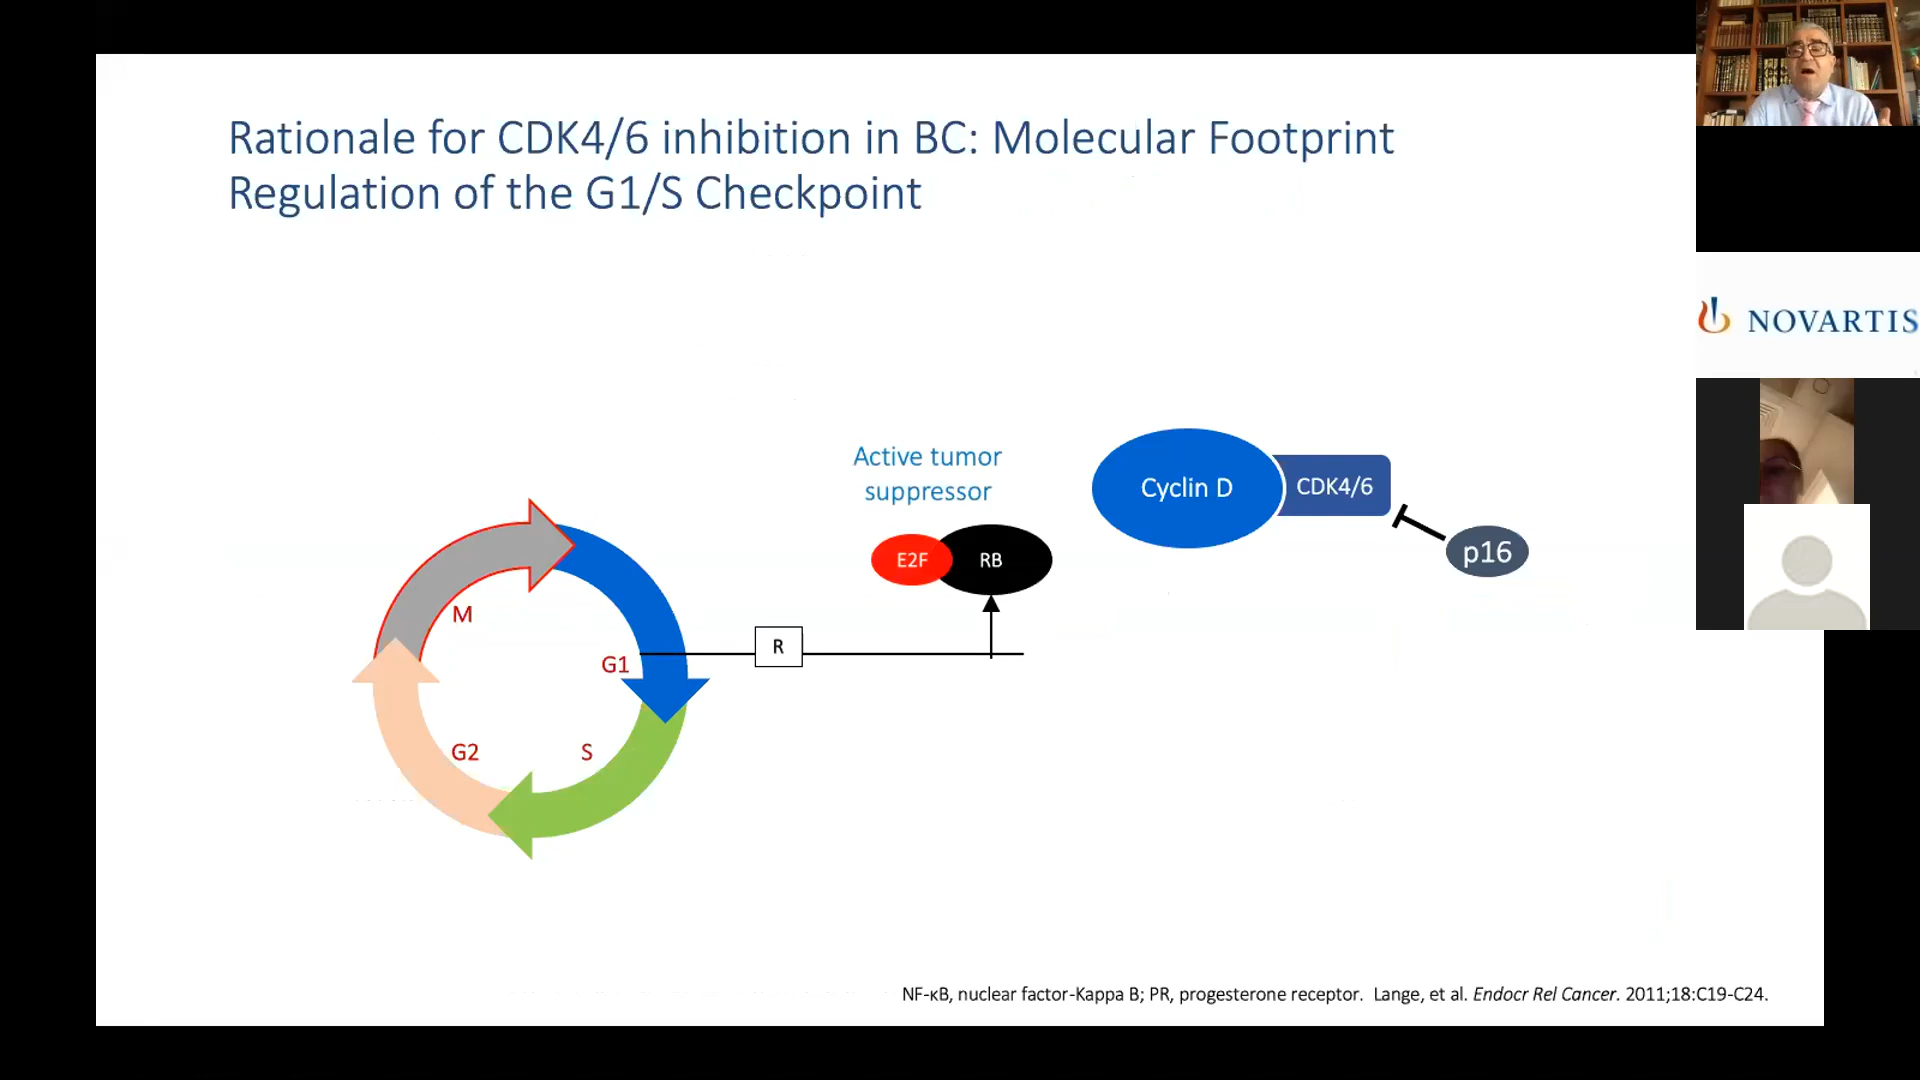 Rationale for CDK4/6 inhibition in BC: Molecular Footprint
Regulation of the G1/S Checkpoint
NOVARTIS
Active tumor
suppressor
Cyclin D
CDK4/6
E2F
RB
p16
M
G1
R
G2
S
NF-κB, nuclear factor-Kappa B; PR, progesterone receptor. Lange, et al. Endocr Rel Cancer. 2011;18:C19-C24.